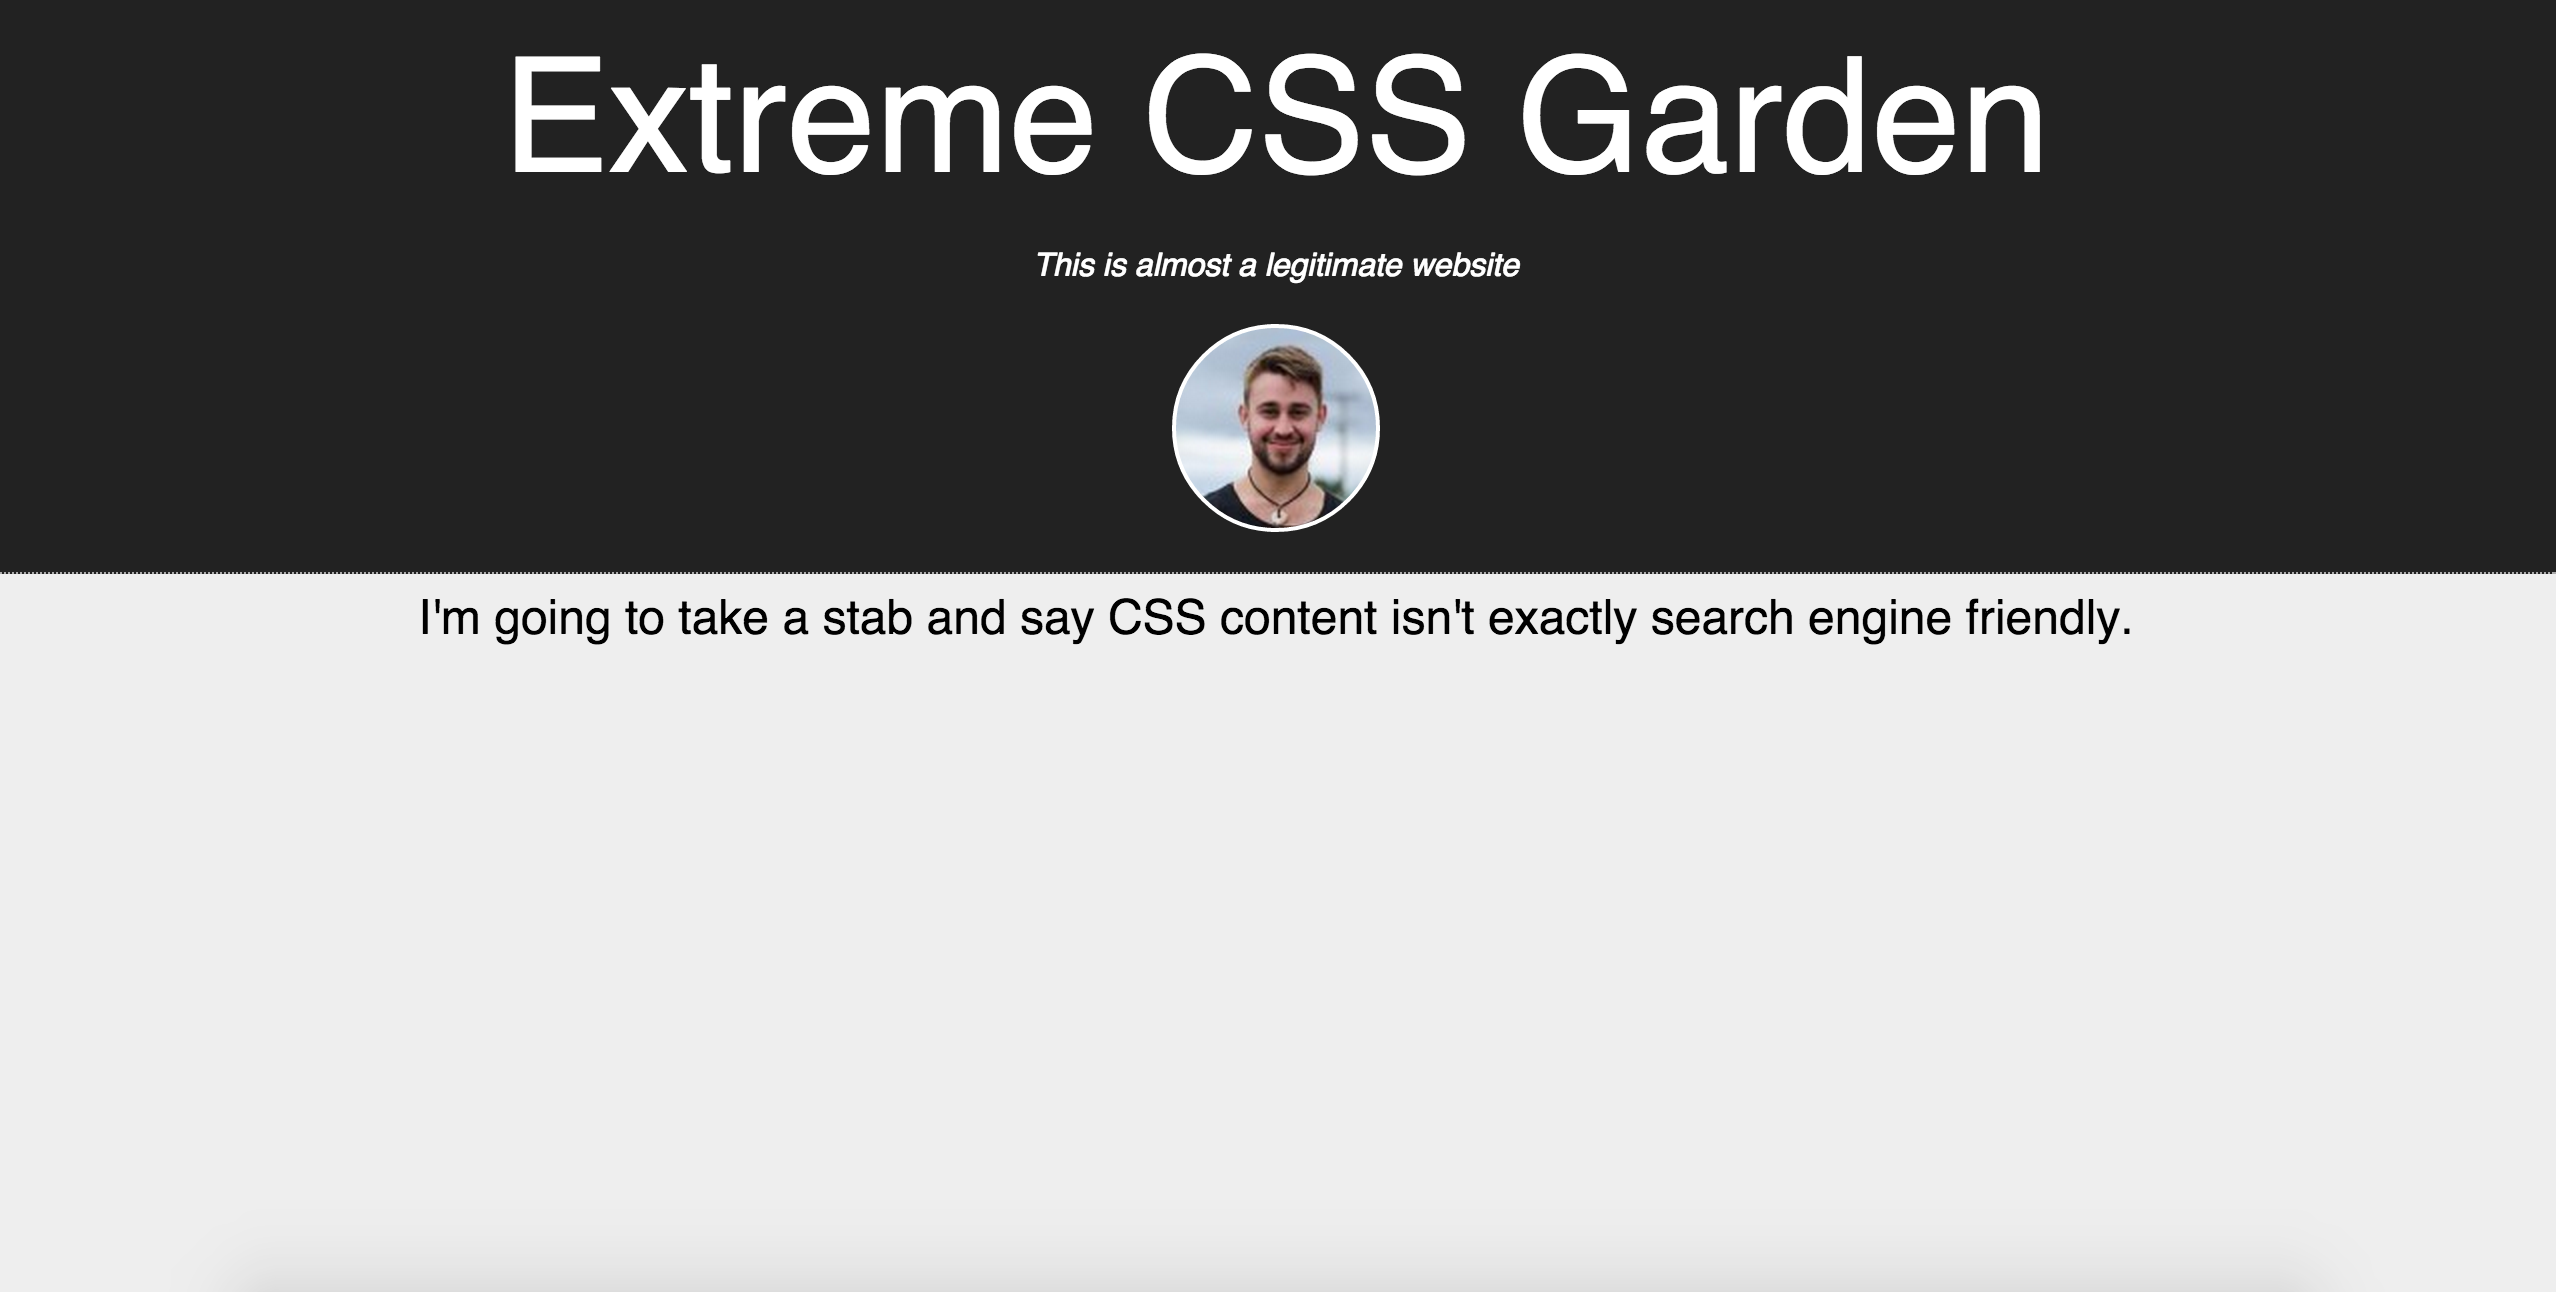 Extreme CSS Garden
This is almost a legitimate website
I'm going to take a stab and say CSS content isn't exactly search engine friendly.